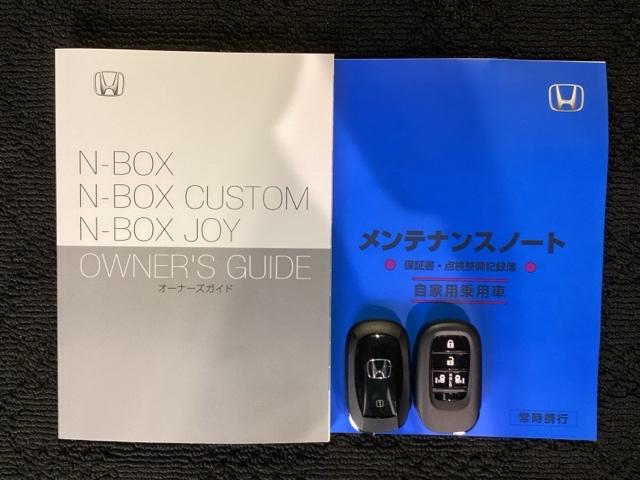 N-BOX
N-BOX CUSTOM
N-BOX JOY
OWNER'S GUIDE
オーナーズガイド
メンテナンスノート
保証書・点検整備記録簿
自家用乗用車
常時携行
1